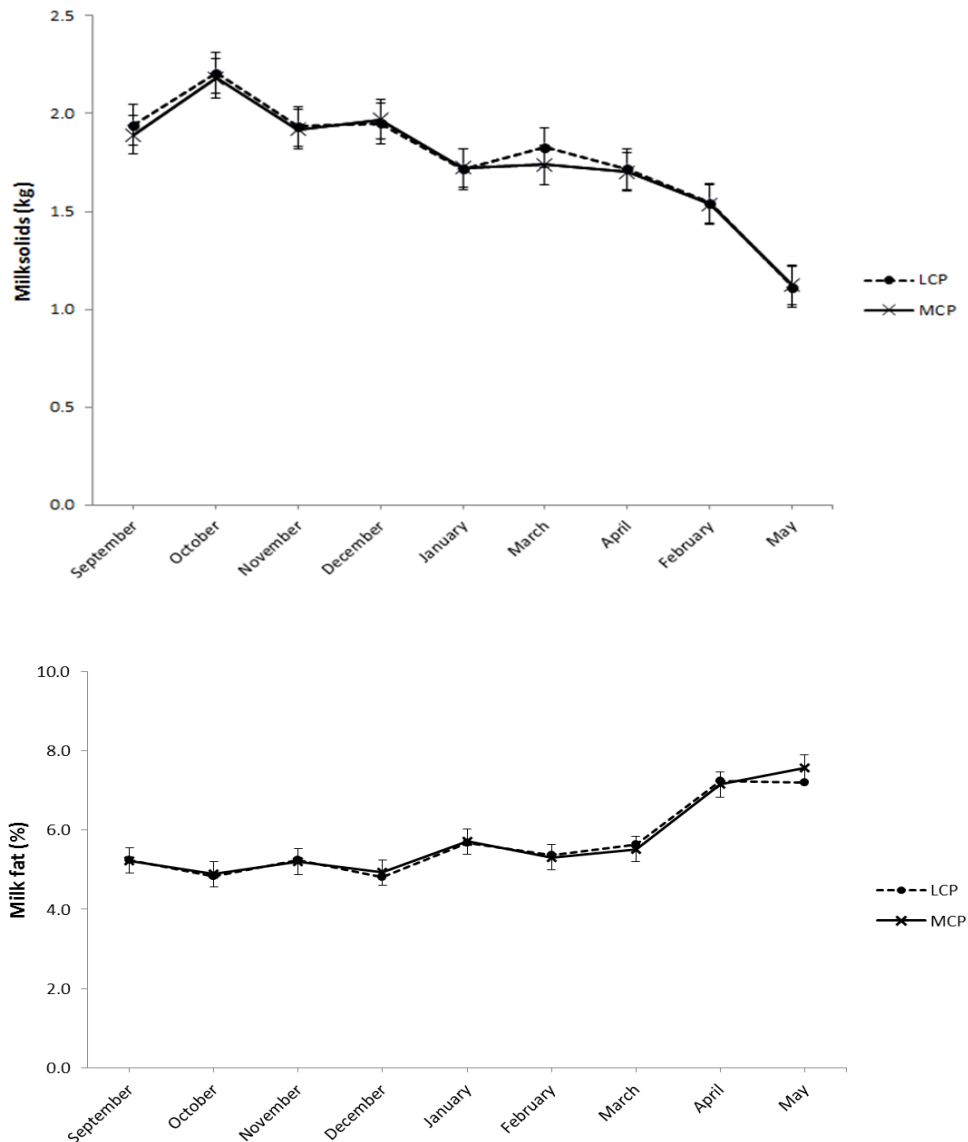 2.5
2.0
1.5
1.0
0.5
0.0
Milksolids (kg)
September
October
November
December
January
March
April
February
May
LCP
MCP
10.0
8.0
6.0
4.0
2.0
0.0
Milk fat (%)
September
October
November
December
January
February
March
April
May
LCP
MCP